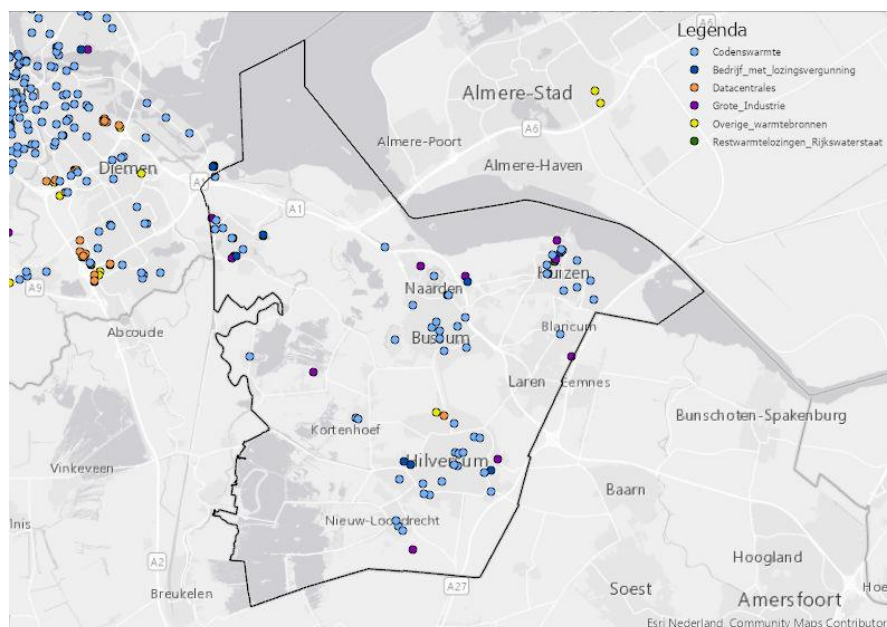 Legenda
Codenswarmte
Bedrijf_met_lozingsvergunning
Datacentrales
Grote_Industrie
Overige_warmtebronnen
Restwarmtelozingen_Rijkswaterstaat
A6
Almere-Stad
A6
Almere-Poort
Almere-Haven
Diemen
A1
A1
Huizen
Naarden
A9
Abcoude
Bussum
Blaricum
Laren
Eemnes
Bunschoten-Spakenburg
Kortenhoef
Hilversum
Vinkeveen
Baarn
Nieuw-Loosdrecht
A2
Hoogland
A27
Breukelen
Soest
Amersfoort
Esri Nederland, Community Maps Contributor